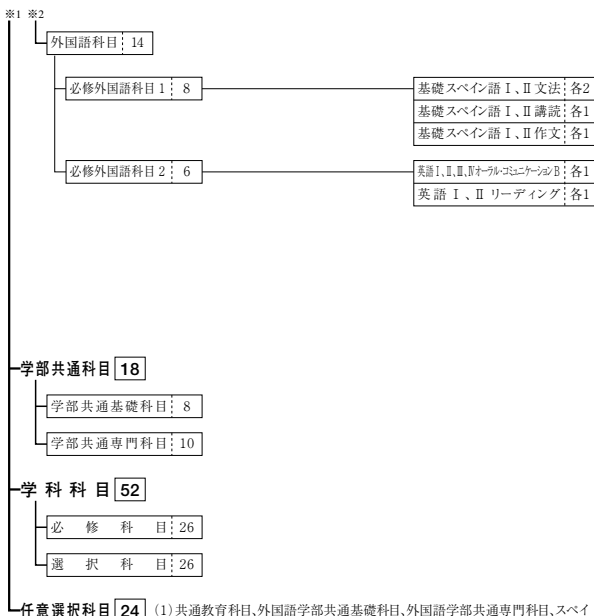 ※1 ※2
外国語科目 14
必修外国語科目1 8
基礎スペイン語Ⅰ、Ⅱ文法 各2
基礎スペイン語Ⅰ、Ⅱ講読 各1
基礎スペイン語Ⅰ、Ⅱ作文 各1
必修外国語科目2 6
英語Ⅰ、Ⅱ、Ⅲ、Ⅳオーラル・コミュニケーションB 各1
英語Ⅰ、Ⅱリーディング 各1
学部共通科目 18
学部共通基礎科目 8
学部共通専門科目 10
学科科目 52
必修科目 26
選択科目 26
任意選択科目 24 (1)共通教育科目、外国語学部共通基礎科目、外国語学部共通専門科目、スペイ